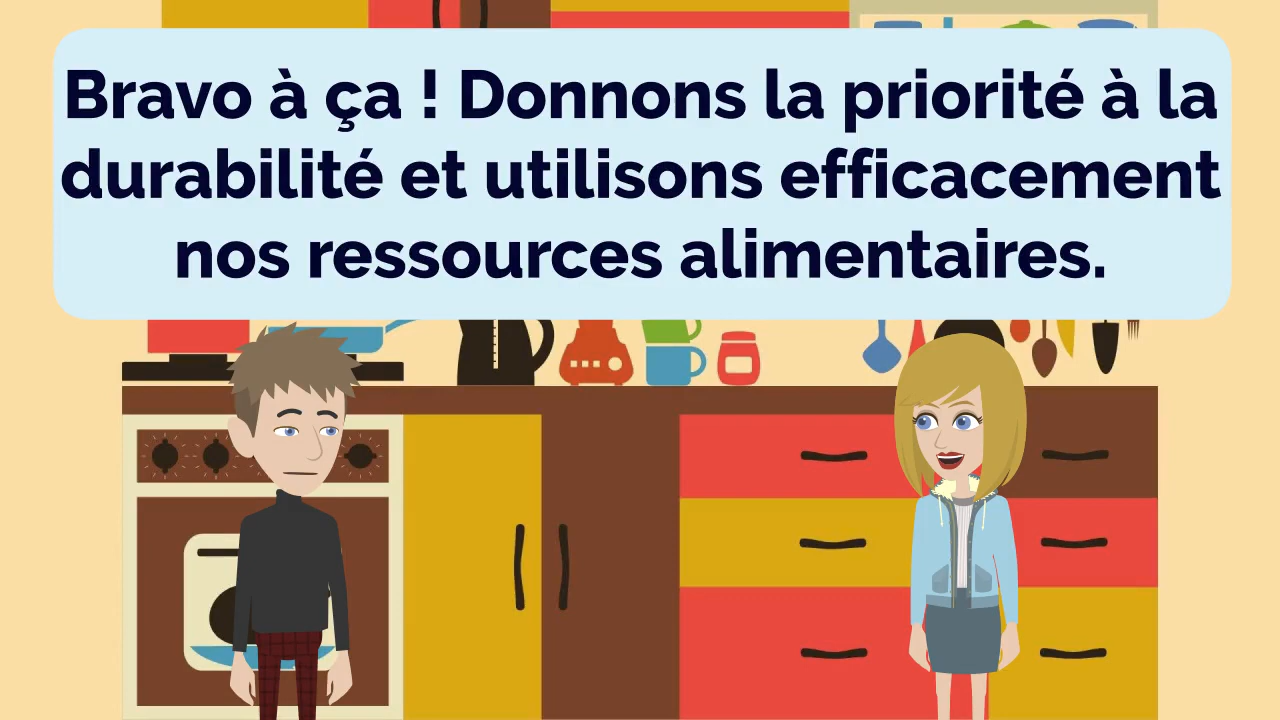 Bravo à ça ! Donnons la priorité à la
durabilité et utilisons efficacement
nos ressources alimentaires.